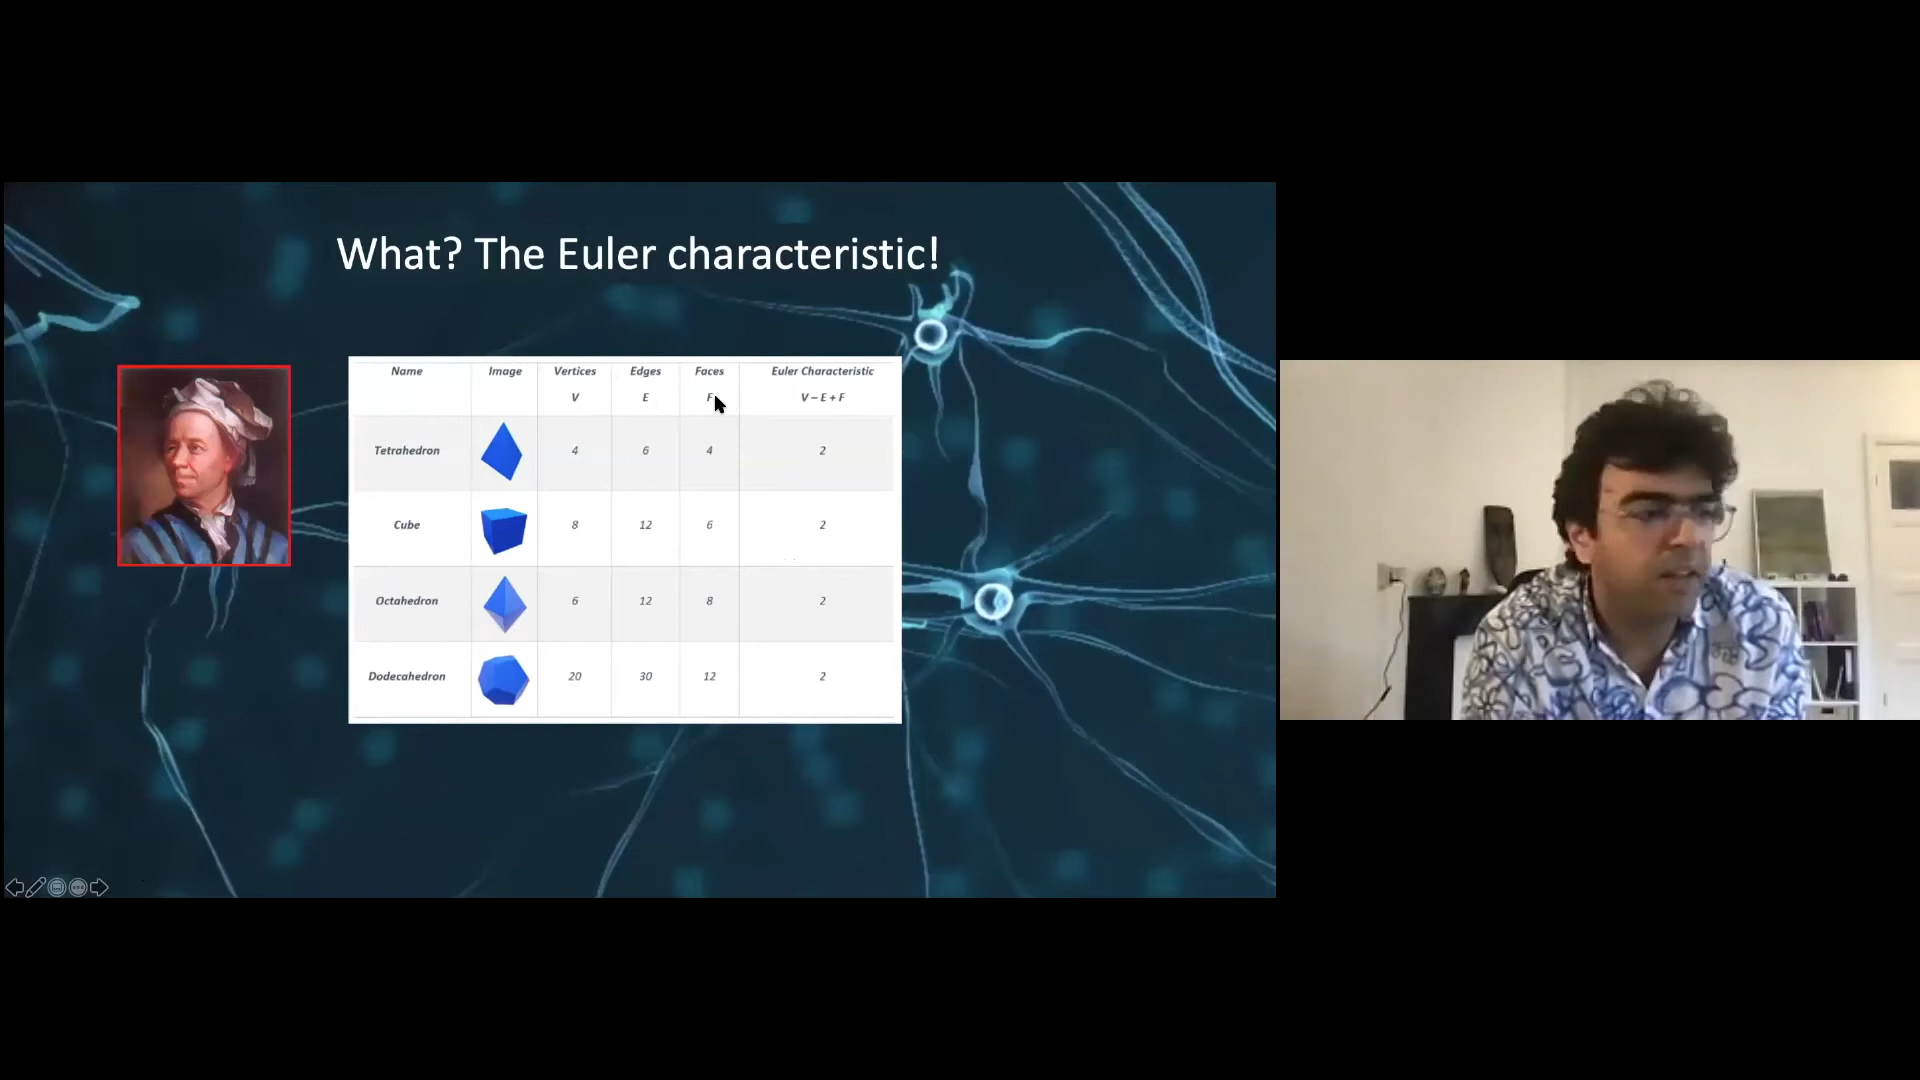 What? The Euler characteristic!
Name Image Vertices Edges Faces Euler Characteristic
V E F V – E + F
Tetrahedron 4 6 4 2
Cube 8 12 6 2
Octahedron 6 12 8 2
Dodecahedron 20 30 12 2